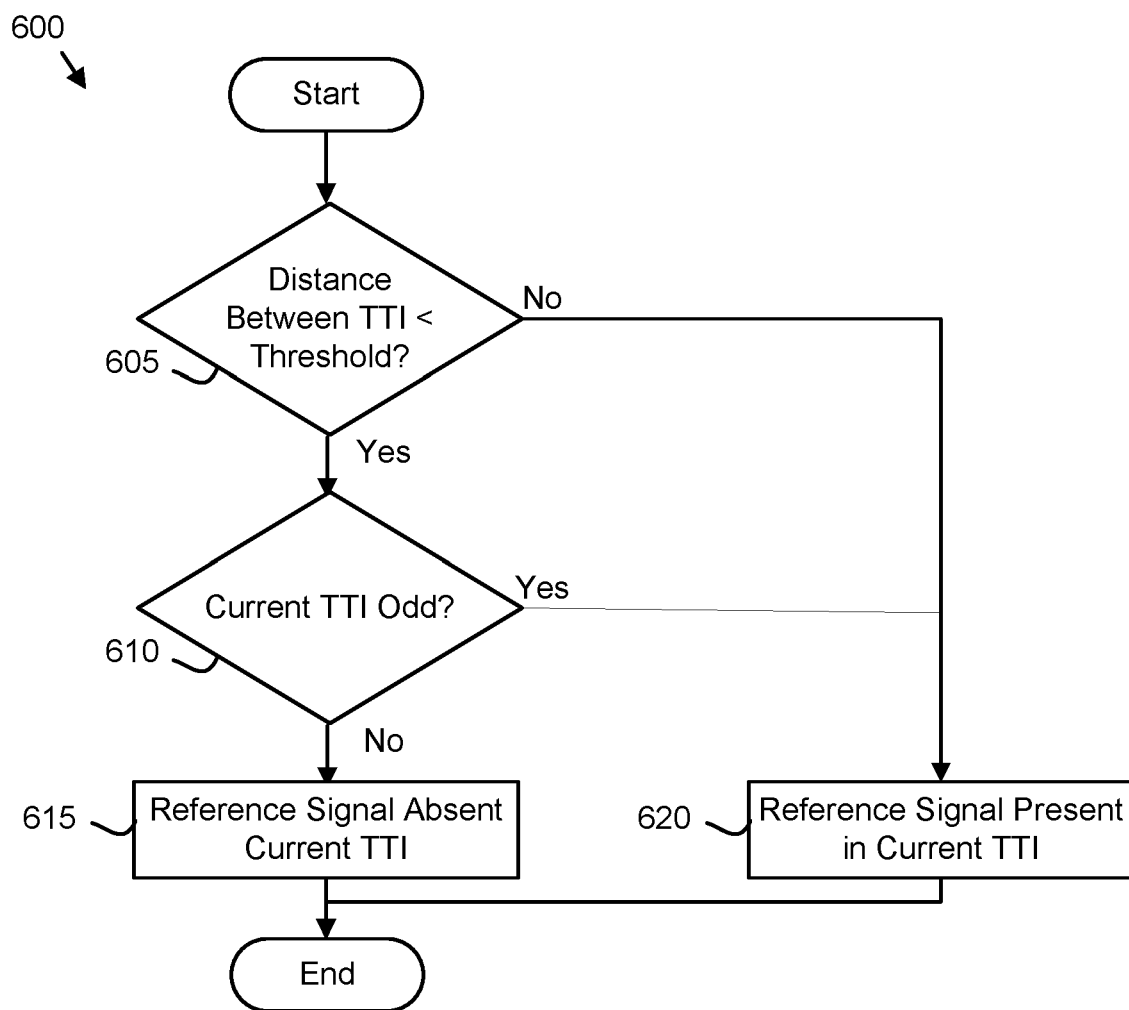 600
Start
Distance
Between TTI <
Threshold?
No
605
Yes
Current TTI Odd?
Yes
610
No
615
Reference Signal Absent
Current TTI
620
Reference Signal Present
in Current TTI
End